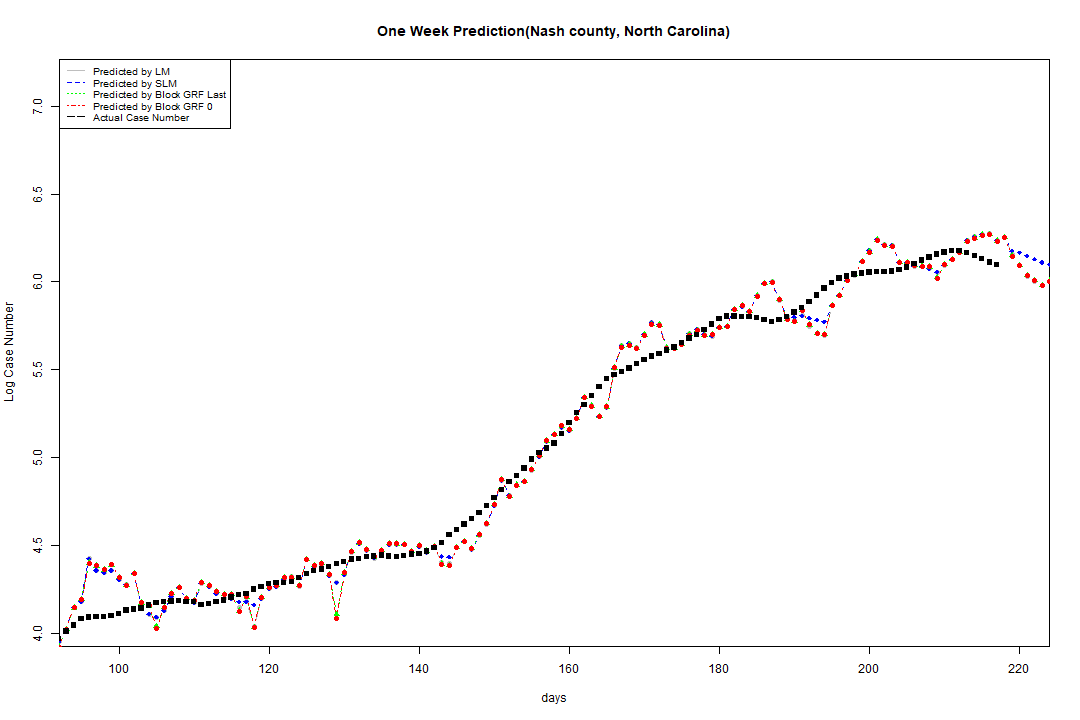 One Week Prediction(Nash county, North Carolina)
Predicted by LM
Predicted by SLM
Predicted by Block GRF Last
Predicted by Block GRF 0
Actual Case Number
7.0
6.5
6.0
5.5
5.0
4.5
4.0
Log Case Number
100 120 140 160 180 200 220
days